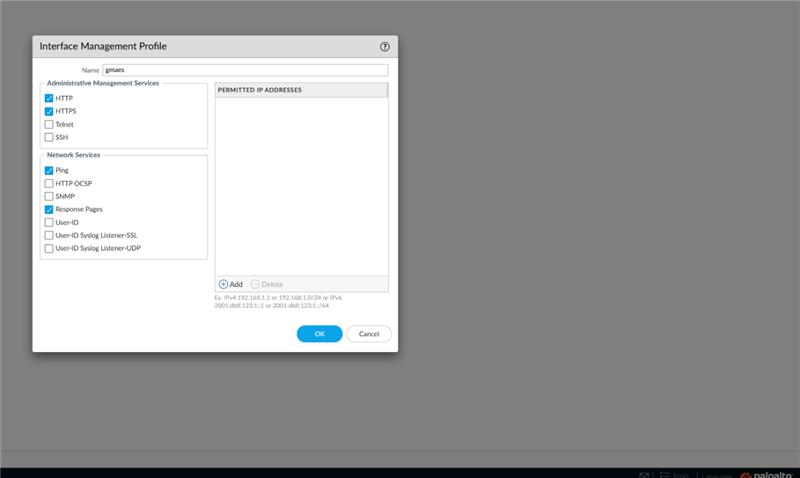 Interface Management Profile
Name gmaes
Administrative Management Services
HTTP
HTTPS
Telnet
SSH
Network Services
Ping
HTTP OCSP
SNMP
Response Pages
User-ID
User-ID Syslog Listener-SSL
User-ID Syslog Listener-UDP
PERMITTED IP ADDRESSES
Add Delete
Ex. IPv4 192.168.1.1 or 192.168.1.0/24 or IPv6
2001:db8:123:1::1 or 2001:db8:123:1::/64
OK Cancel
Tasks Language paloalto